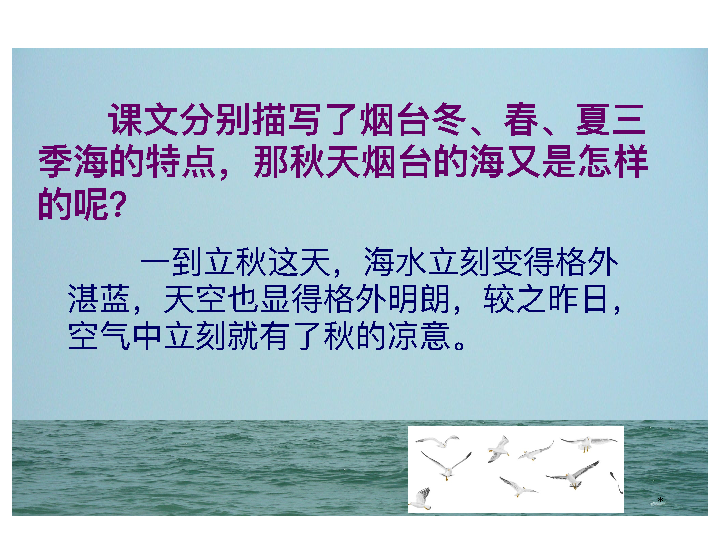 课文分别描写了烟台冬、春、夏三
季海的特点，那秋天烟台的海又是怎样
的呢？
一到立秋这天，海水立刻变得格外
湛蓝，天空也显得格外明朗，较之昨日，
空气中立刻就有了秋的凉意。
*